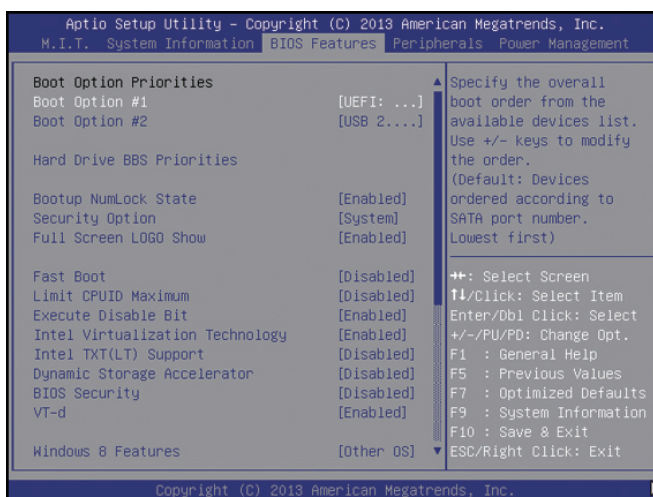 Aptio Setup Utility – Copyright (C) 2013 American Megatrends, Inc.
M.I.T. System Information BIOS Features Peripherals Power Management
Boot Option Priorities
Boot Option #1 [UEFI: ...]
Boot Option #2 [USB 2....]
Hard Drive BBS Priorities
Bootup NumLock State [Enabled]
Security Option [System]
Full Screen LOGO Show [Enabled]
Fast Boot [Disabled]
Limit CPUID Maximum [Disabled]
Execute Disable Bit [Enabled]
Intel Virtualization Technology [Enabled]
Intel TXT(LT) Support [Disabled]
Dynamic Storage Accelerator [Disabled]
BIOS Security [Disabled]
VT-d [Enabled]
Windows 8 Features [Other OS]
Specify the overall
boot order from the
available devices list.
Use +/- keys to modify
the order.
(Default: Devices
ordered according to
SATA port number.
Lowest first)
→←: Select Screen
↑↓/Click: Select Item
Enter/Dbl Click: Select
+/-/PU/PD: Change Opt.
F1 : General Help
F5 : Previous Values
F7 : Optimized Defaults
F9 : System Information
F10 : Save & Exit
ESC/Right Click: Exit
Copyright (C) 2013 American Megatrends, Inc.